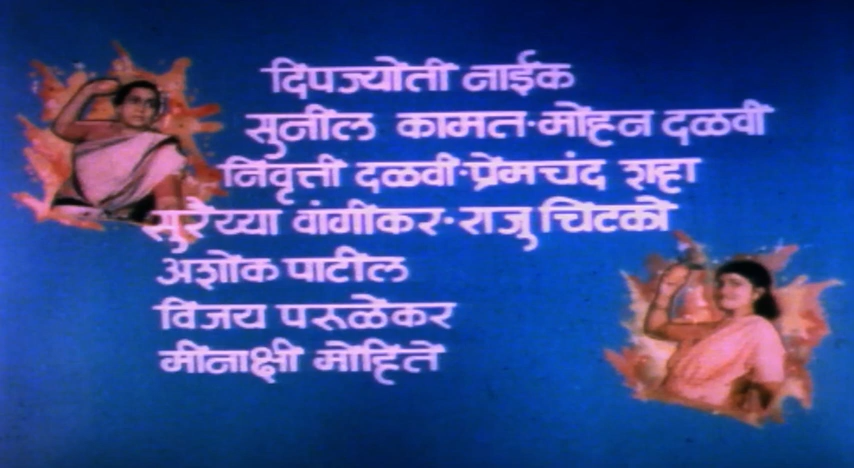 दिपज्योती नाईक
सुनील कामत·मोहन दळवी
निवृत्ती दळवी·प्रेमचंद शहा
सुरैय्या वांगीकर·राजु चिटको
अशोक पाटील
विजय परूळेकर
मीनाक्षी मोहिते